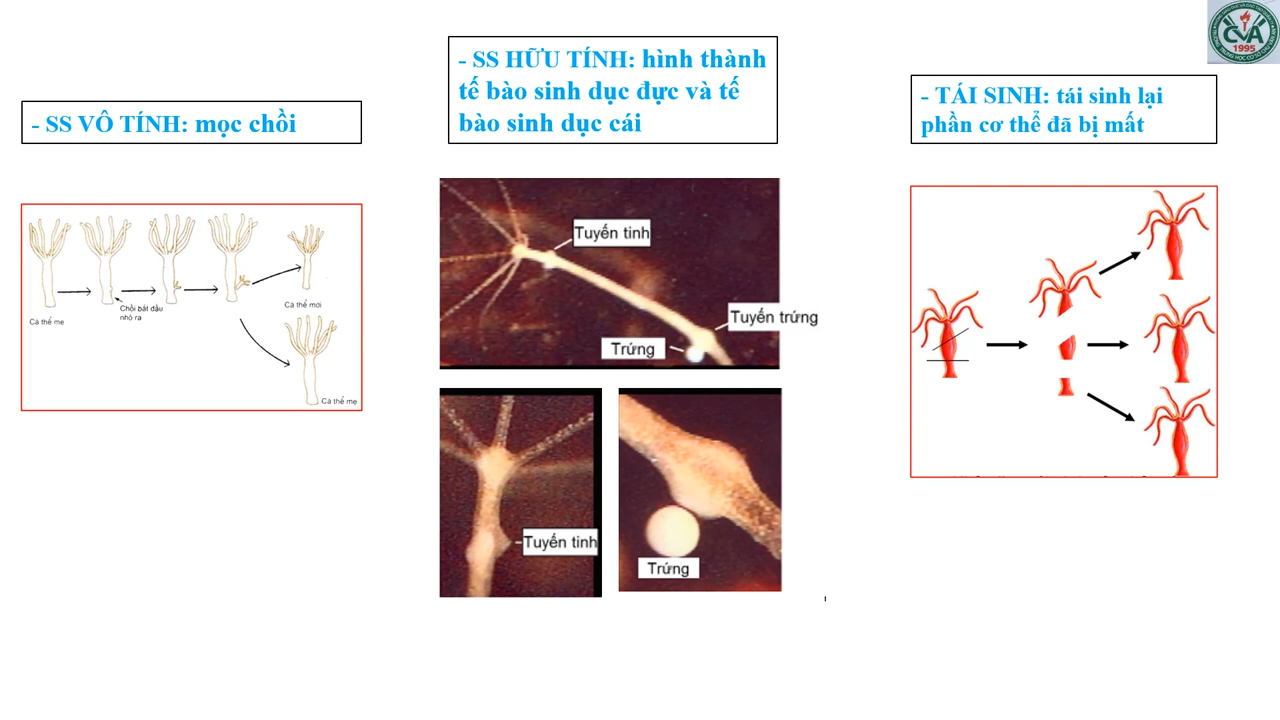 - SS VÔ TÍNH: mọc chồi
Cá thể mẹ
Chồi bắt đầu
nhô ra
Cá thể mới
Cá thể mẹ
- SS HỮU TÍNH: hình thành
tế bào sinh dục đực và tế
bào sinh dục cái
Tuyến tinh
Tuyến trứng
Trứng
Tuyến tinh
Trứng
- TÁI SINH: tái sinh lại
phần cơ thể đã bị mất
CVA
1995